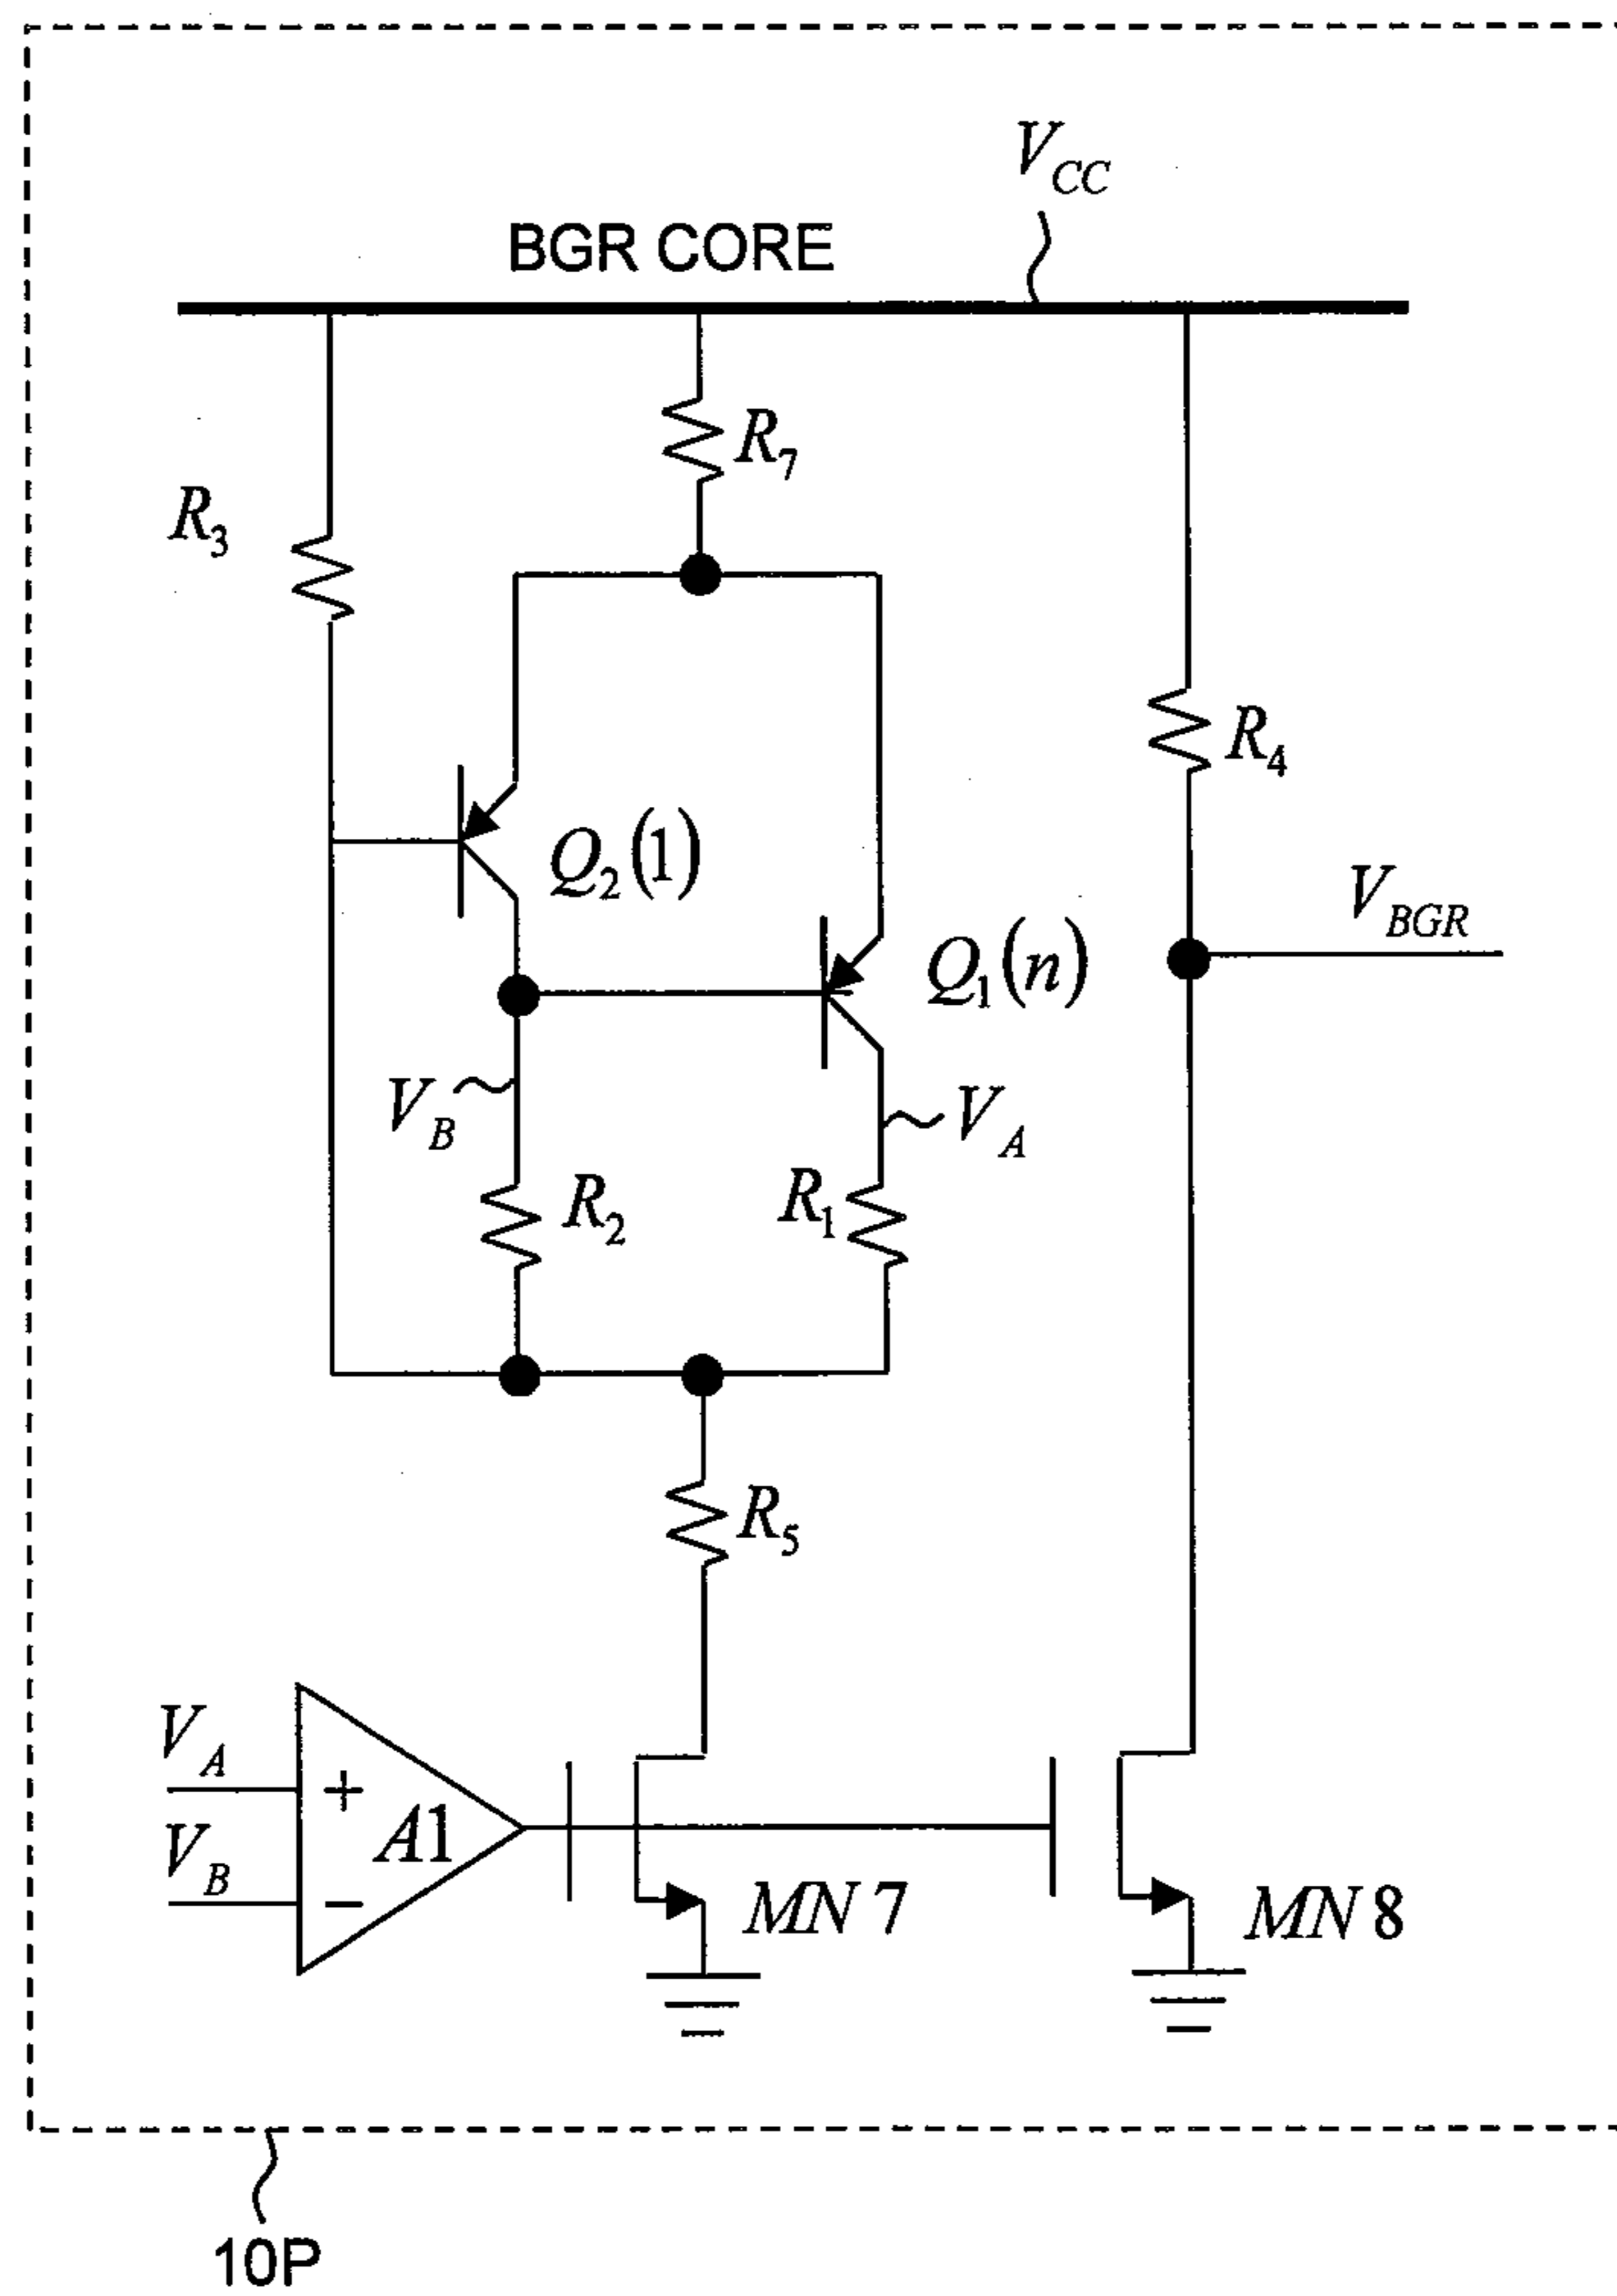 V_CC
BGR CORE
R_7
R_3
R_4
Q_2(1)
V_BGR
Q_1(n)
V_B
V_A
R_2
R_1
R_5
V_A
+
A1
V_B
−
MN 7
MN 8
10P